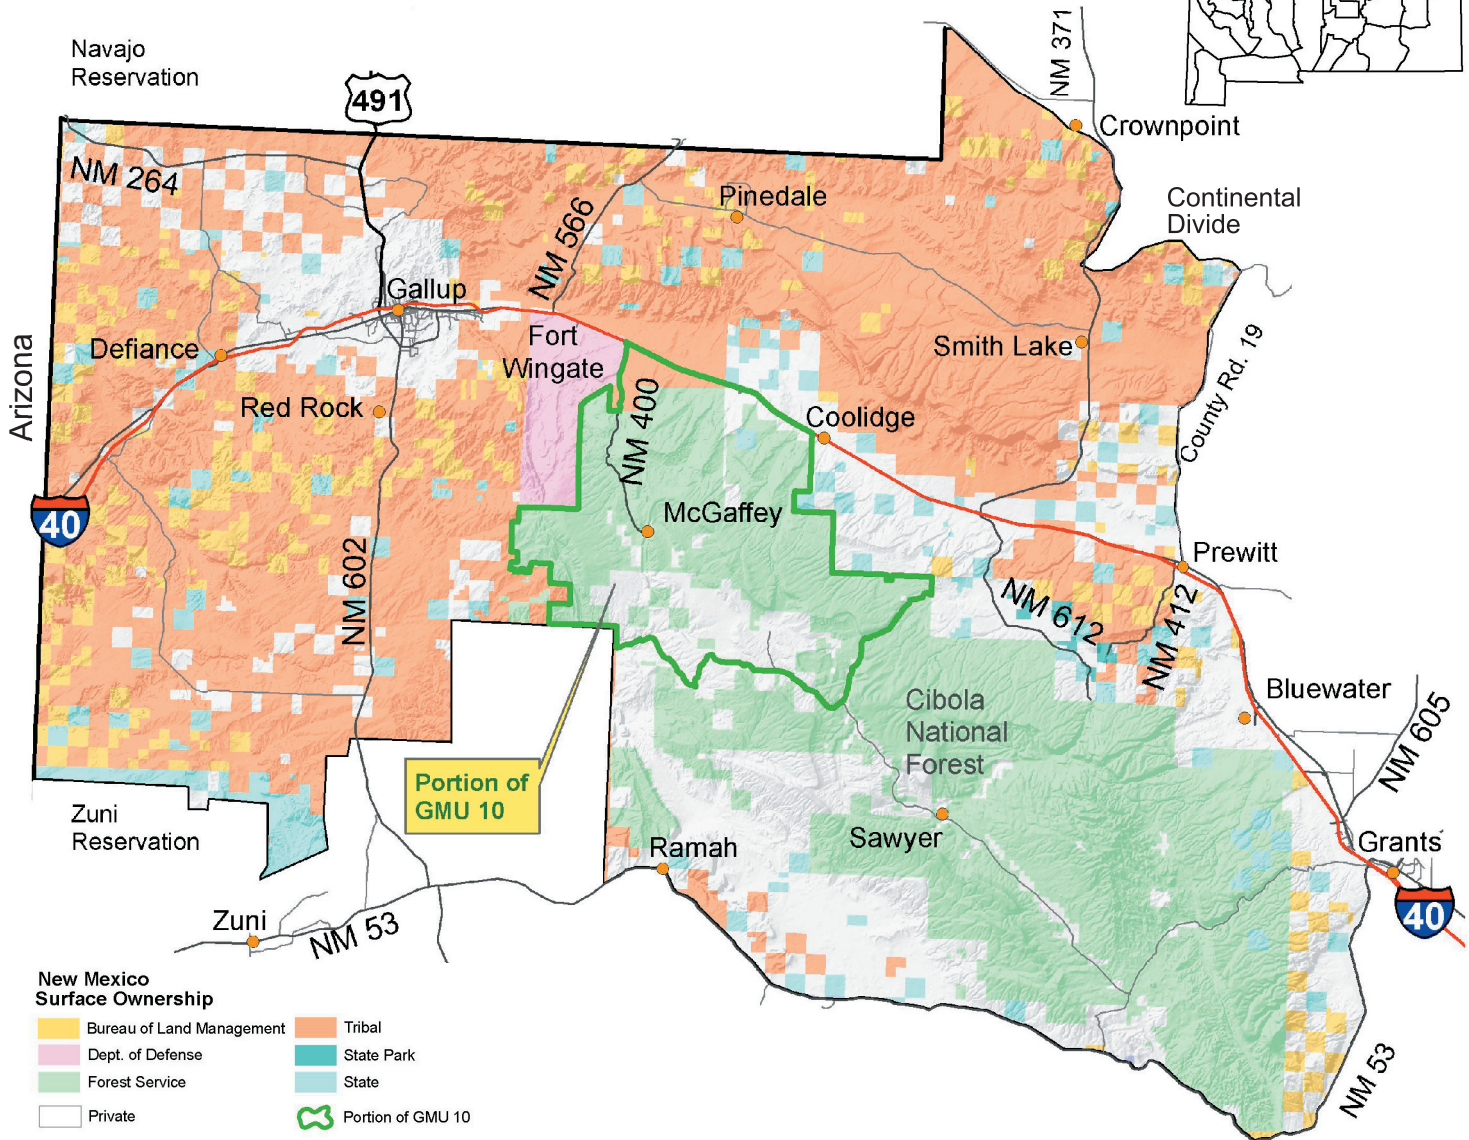 Navajo
Reservation
491
NM 371
Crownpoint
NM 264
Pinedale
Continental
Divide
NM 566
Gallup
Fort
Wingate
Defiance
Smith Lake
County Rd. 19
Arizona
Red Rock
NM 400
Coolidge
40
McGaffey
NM 602
Prewitt
NM 612
NM 412
Cibola
National
Forest
Bluewater
NM 605
Portion of
GMU 10
Zuni
Reservation
Sawyer
Ramah
Grants
40
Zuni
NM 53
NM 53
New Mexico
Surface Ownership
Bureau of Land Management
Tribal
Dept. of Defense
State Park
Forest Service
State
Private
Portion of GMU 10